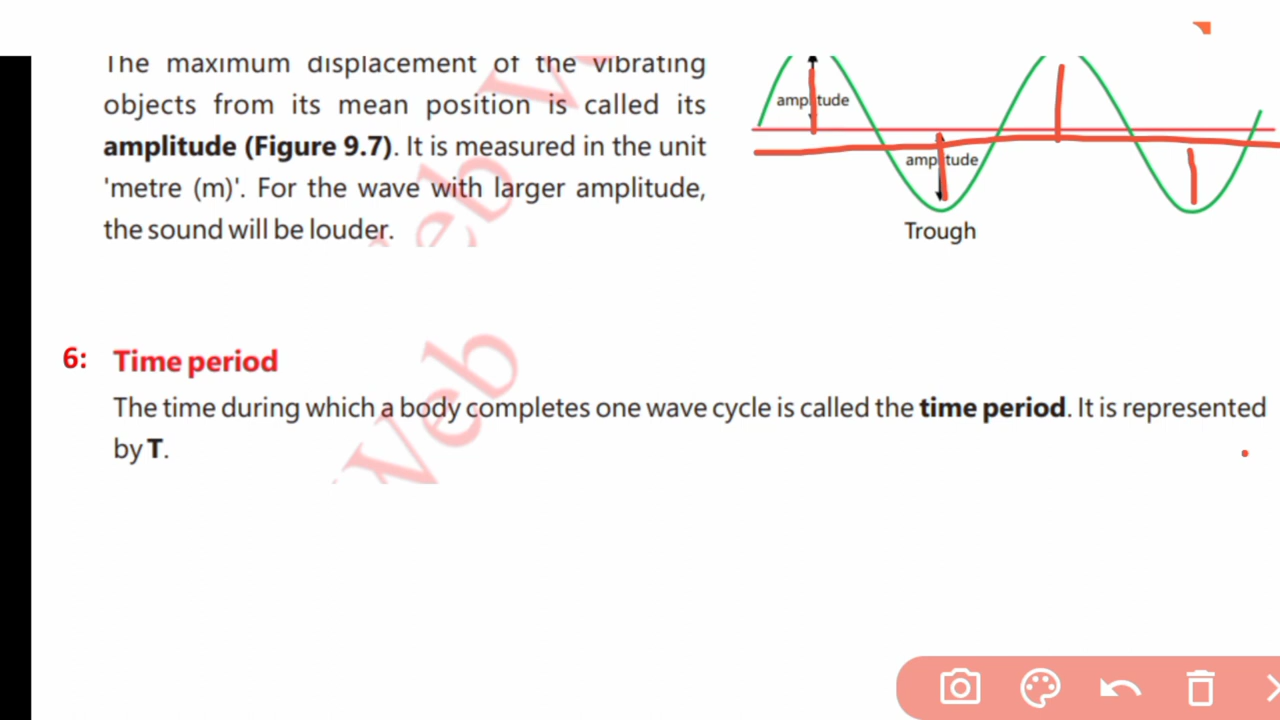 The maximum displacement of the vibrating
objects from its mean position is called its
amplitude (Figure 9.7). It is measured in the unit
'metre (m)'. For the wave with larger amplitude,
the sound will be louder.
amplitude
amplitude
Trough
6: Time period
The time during which a body completes one wave cycle is called the time period. It is represented
by T.
Web
Web